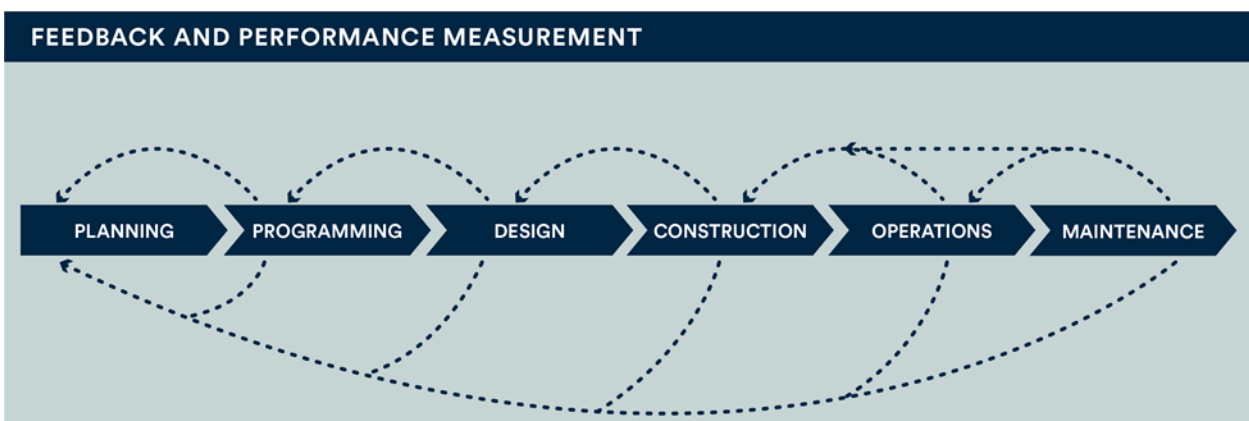 FEEDBACK AND PERFORMANCE MEASUREMENT
PLANNING
PROGRAMMING
DESIGN
CONSTRUCTION
OPERATIONS
MAINTENANCE